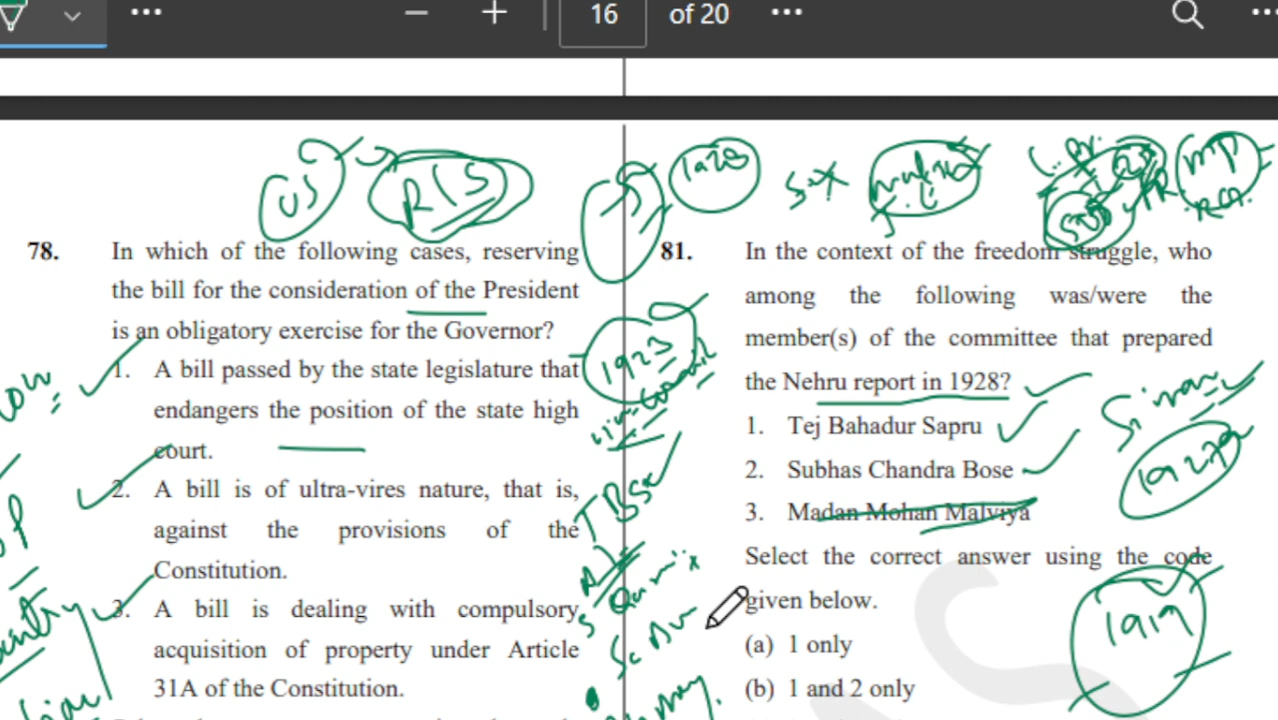 16 of 20
78. In which of the following cases, reserving
the bill for the consideration of the President
is an obligatory exercise for the Governor?
1. A bill passed by the state legislature that
endangers the position of the state high
court.
2. A bill is of ultra-vires nature, that is,
against the provisions of the
Constitution.
3. A bill is dealing with compulsory
acquisition of property under Article
31A of the Constitution.
1928
1923
81. In the context of the freedom struggle, who
among the following was/were the
member(s) of the committee that prepared
the Nehru report in 1928?
1. Tej Bahadur Sapru
2. Subhas Chandra Bose
3. Madan Mohan Malviya
Select the correct answer using the code
given below.
(a) 1 only
(b) 1 and 2 only
1927
1919